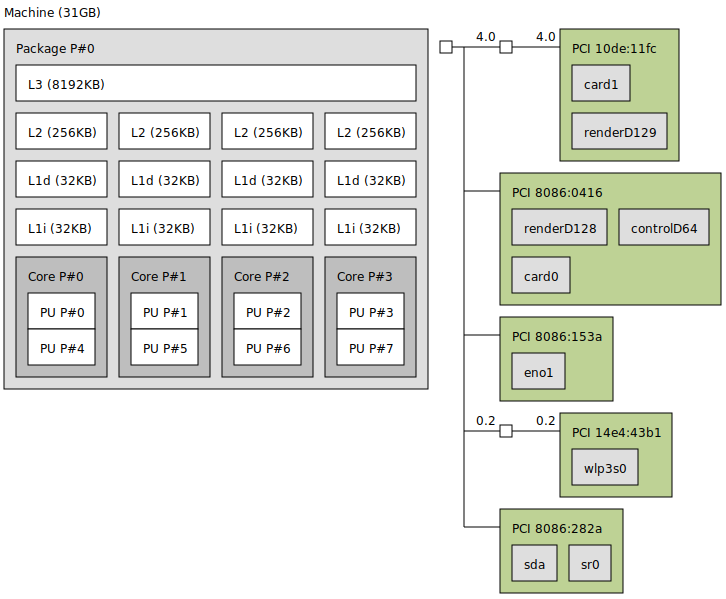 Machine (31GB)
Package P#0
L3 (8192KB)
L2 (256KB) L2 (256KB) L2 (256KB) L2 (256KB)
L1d (32KB) L1d (32KB) L1d (32KB) L1d (32KB)
L1i (32KB) L1i (32KB) L1i (32KB) L1i (32KB)
Core P#0 Core P#1 Core P#2 Core P#3
PU P#0 PU P#1 PU P#2 PU P#3
PU P#4 PU P#5 PU P#6 PU P#7
4.0 4.0
PCI 10de:11fc
card1
renderD129
PCI 8086:0416
renderD128 controlD64
card0
PCI 8086:153a
eno1
0.2 0.2
PCI 14e4:43b1
wlp3s0
PCI 8086:282a
sda sr0